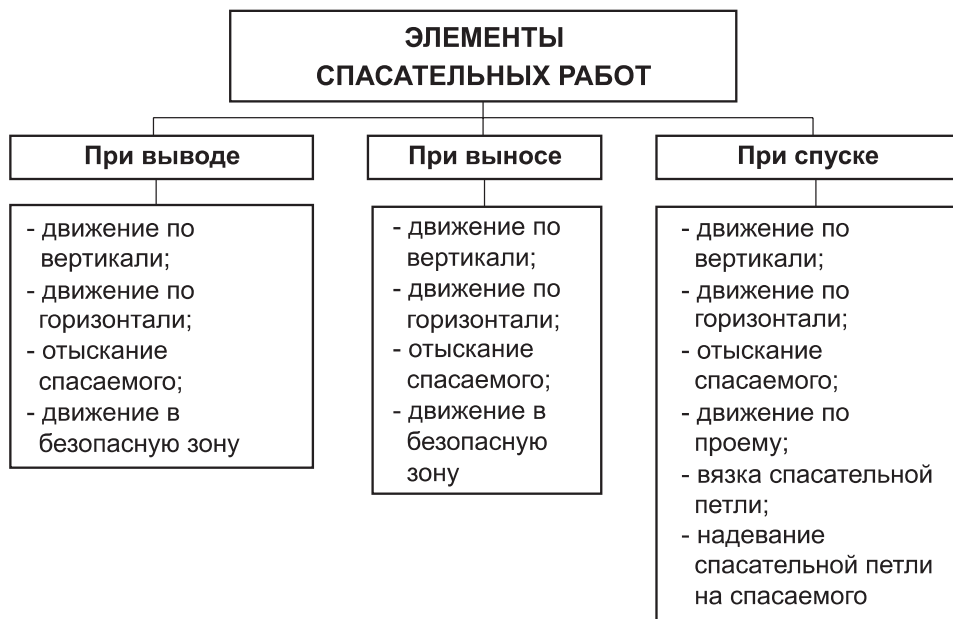 ЭЛЕМЕНТЫ
СПАСАТЕЛЬНЫХ РАБОТ
При выводе
- движение по
вертикали;
- движение по
горизонтали;
- отыскание
спасаемого;
- движение в
безопасную зону
При выносе
- движение по
вертикали;
- движение по
горизонтали;
- отыскание
спасаемого;
- движение в
безопасную
зону
При спуске
- движение по
вертикали;
- движение по
горизонтали;
- отыскание
спасаемого;
- движение по
проему;
- вязка спасательной
петли;
- надевание
спасательной петли
на спасаемого